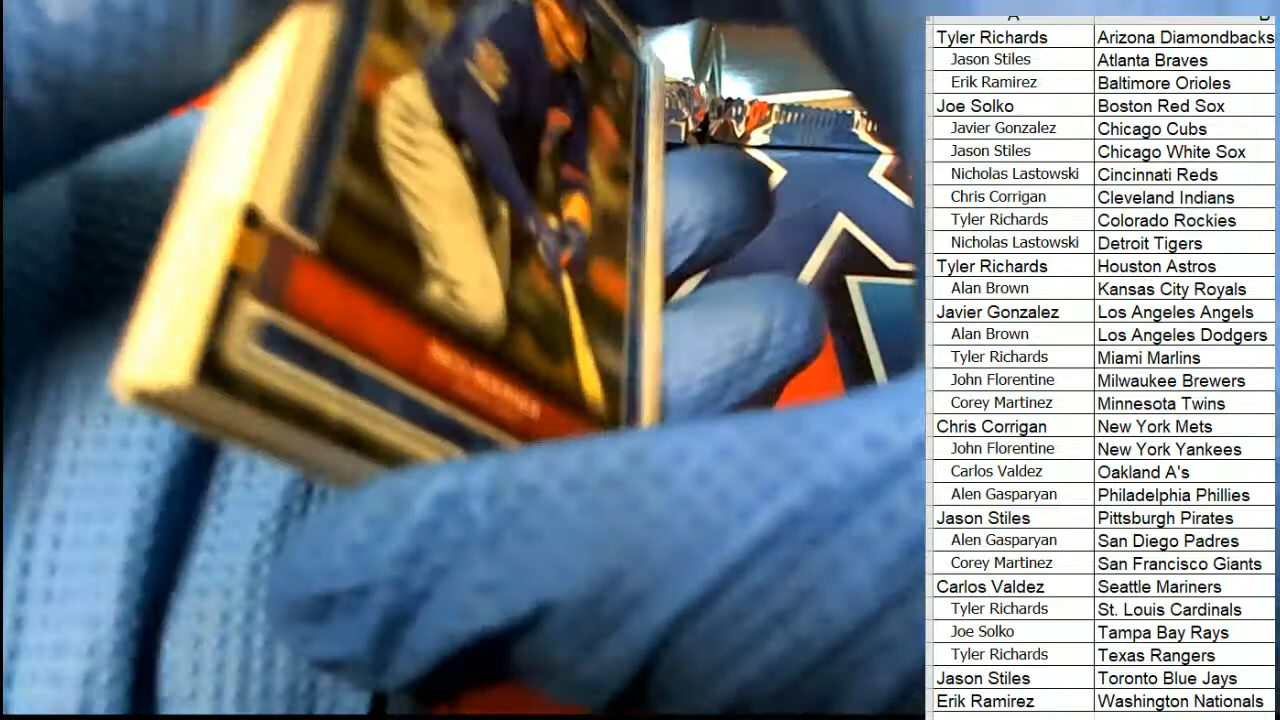 Tyler Richards Arizona Diamondbacks
Jason Stiles Atlanta Braves
Erik Ramirez Baltimore Orioles
Joe Solko Boston Red Sox
Javier Gonzalez Chicago Cubs
Jason Stiles Chicago White Sox
Nicholas Lastowski Cincinnati Reds
Chris Corrigan Cleveland Indians
Tyler Richards Colorado Rockies
Nicholas Lastowski Detroit Tigers
Tyler Richards Houston Astros
Alan Brown Kansas City Royals
Javier Gonzalez Los Angeles Angels
Alan Brown Los Angeles Dodgers
Tyler Richards Miami Marlins
John Florentine Milwaukee Brewers
Corey Martinez Minnesota Twins
Chris Corrigan New York Mets
John Florentine New York Yankees
Carlos Valdez Oakland A's
Alen Gasparyan Philadelphia Phillies
Jason Stiles Pittsburgh Pirates
Alen Gasparyan San Diego Padres
Corey Martinez San Francisco Giants
Carlos Valdez Seattle Mariners
Tyler Richards St. Louis Cardinals
Joe Solko Tampa Bay Rays
Tyler Richards Texas Rangers
Jason Stiles Toronto Blue Jays
Erik Ramirez Washington Nationals